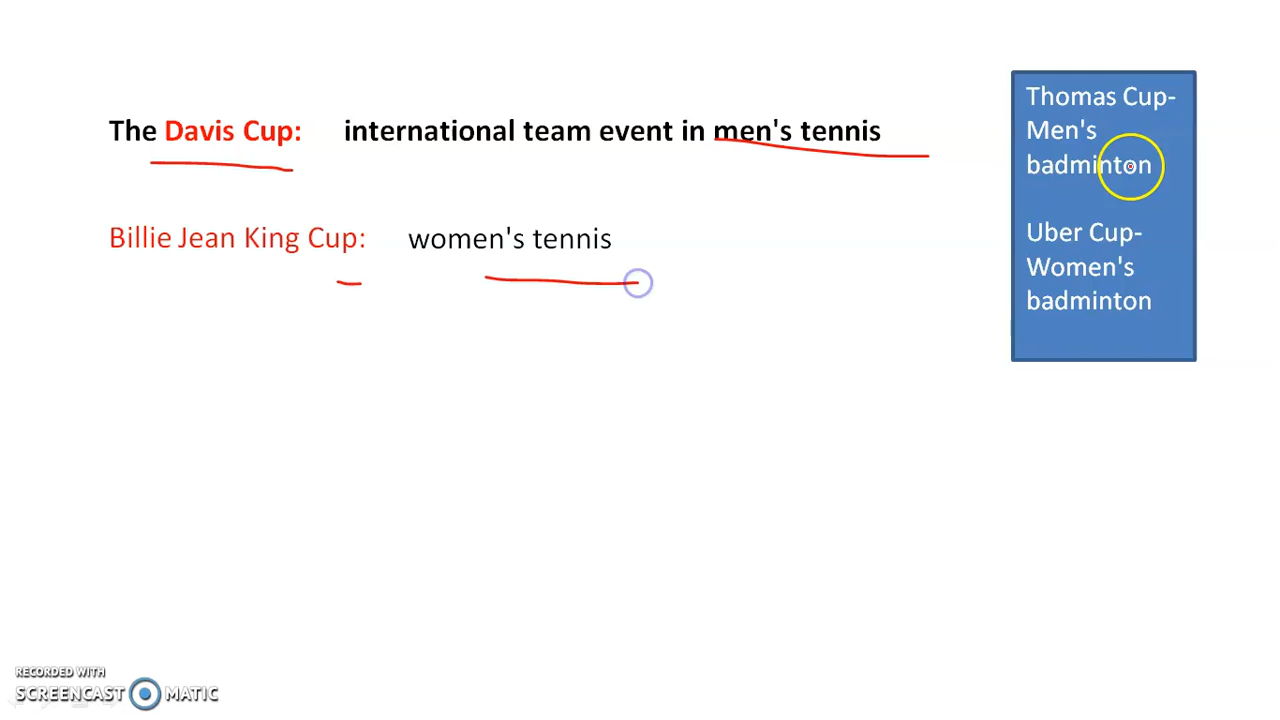 The Davis Cup: international team event in men's tennis
Billie Jean King Cup: women's tennis
Thomas Cup-
Men's
badminton
Uber Cup-
Women's
badminton
RECORDED WITH
SCREENCAST MATIC